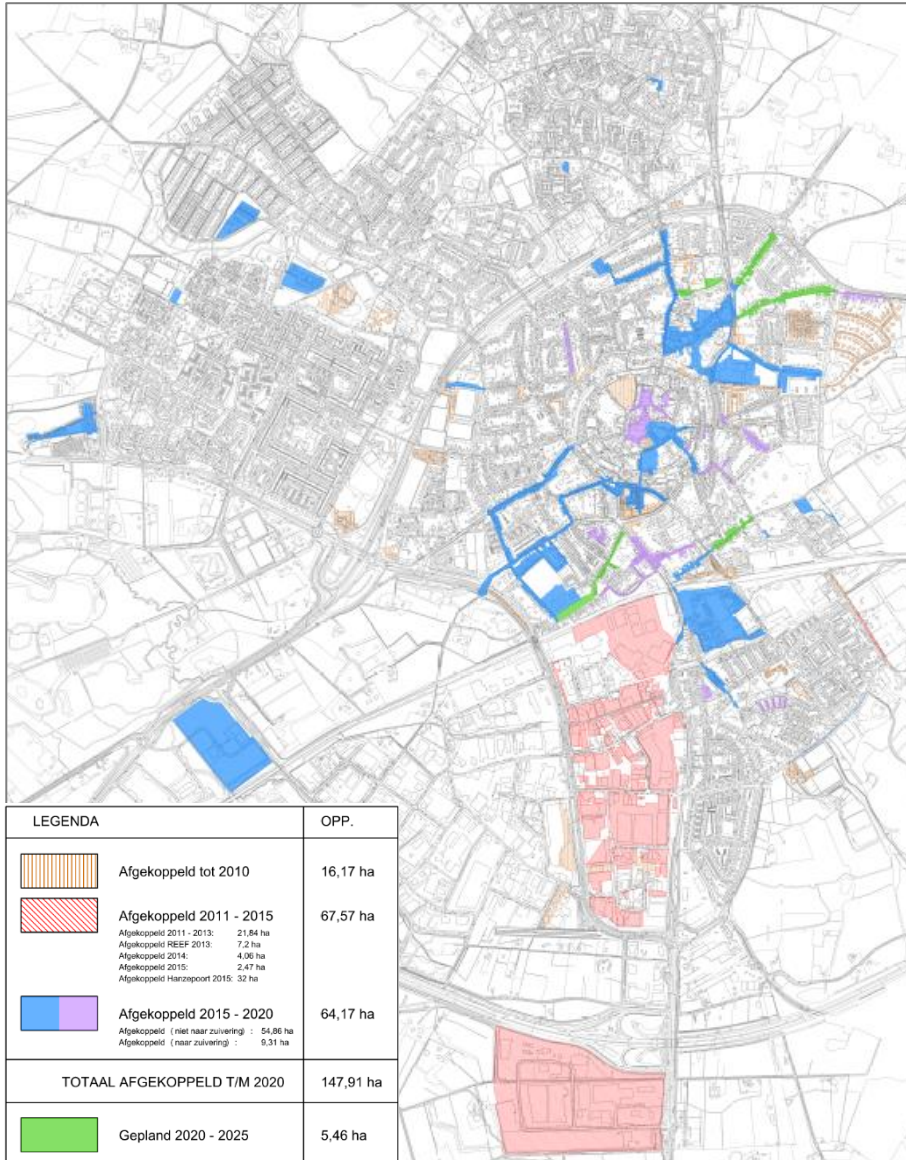 LEGENDA OPP.
Afgekoppeld tot 2010 16,17 ha
Afgekoppeld 2011 - 2015 67,57 ha
Afgekoppeld 2011 - 2013: 21,84 ha
Afgekoppeld REEF 2013: 7,2 ha
Afgekoppeld 2014: 4,06 ha
Afgekoppeld 2015: 2,47 ha
Afgekoppeld Hanzepoort 2015: 32 ha
Afgekoppeld 2015 - 2020 64,17 ha
Afgekoppeld ( niet naar zuivering) : 54,86 ha
Afgekoppeld ( naar zuivering) : 9,31 ha
TOTAAL AFGEKOPPELD T/M 2020 147,91 ha
Gepland 2020 - 2025 5,46 ha